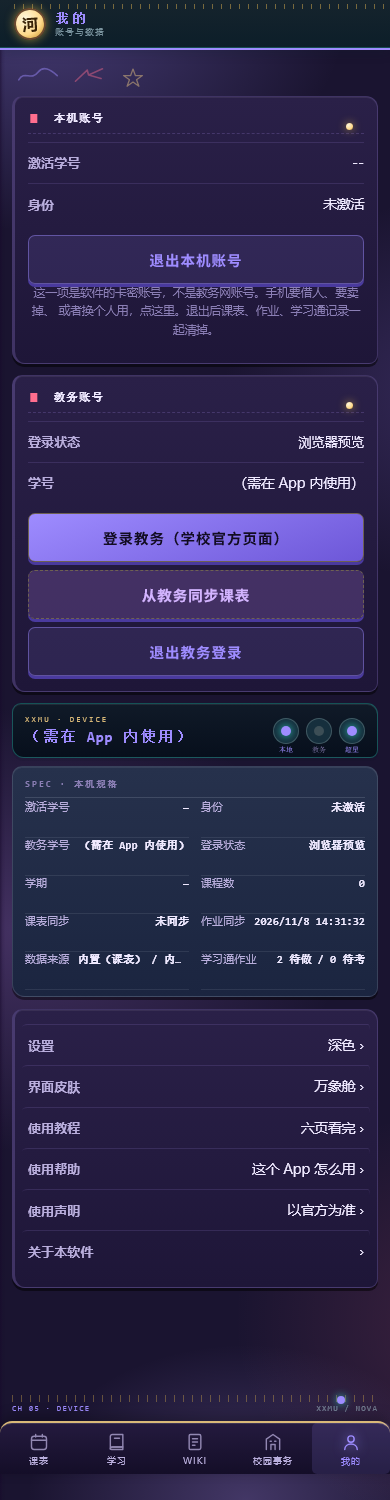 河
我的
账号与数据
本机账号
激活学号 --
身份 未激活
退出本机账号
这一项是软件的卡密账号，不是教务网账号。手机要借人、要卖
掉、 或者换个人用，点这里。退出后课表、作业、学习通记录一
起清掉。
教务账号
登录状态 浏览器预览
学号 （需在 App 内使用）
登录教务（学校官方页面）
从教务同步课表
退出教务登录
XXMU · DEVICE
（需在 App 内使用）
本地 教务 超星
SPEC · 本机规格
激活学号 — 身份 未激活
教务学号 （需在 App 内使用） 登录状态 浏览器预览
学期 — 课程数 0
课表同步 未同步 作业同步 2026/11/8 14:31:32
数据来源 内置（课表） / 内… 学习通作业 2 待做 / 0 待考
设置 深色 ›
界面皮肤 万象舱 ›
使用教程 六页看完 ›
使用帮助 这个 App 怎么用 ›
使用声明 以官方为准 ›
关于本软件 ›
CH 05 · DEVICE XXMU / NOVA
课表 学习 WIKI 校园事务 我的